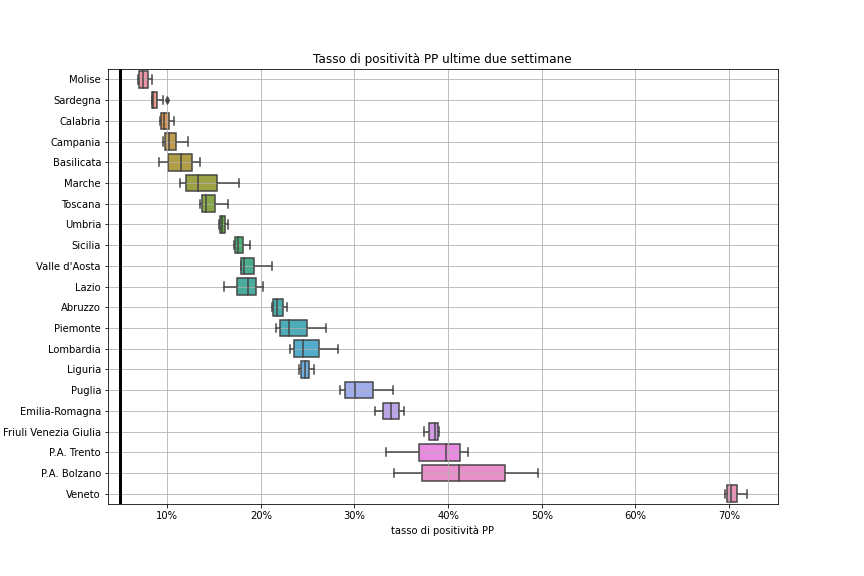 Tasso di positività PP ultime due settimane
Molise
Sardegna
Calabria
Campania
Basilicata
Marche
Toscana
Umbria
Sicilia
Valle d'Aosta
Lazio
Abruzzo
Piemonte
Lombardia
Liguria
Puglia
Emilia-Romagna
Friuli Venezia Giulia
P.A. Trento
P.A. Bolzano
Veneto
10% 20% 30% 40% 50% 60% 70%
tasso di positività PP